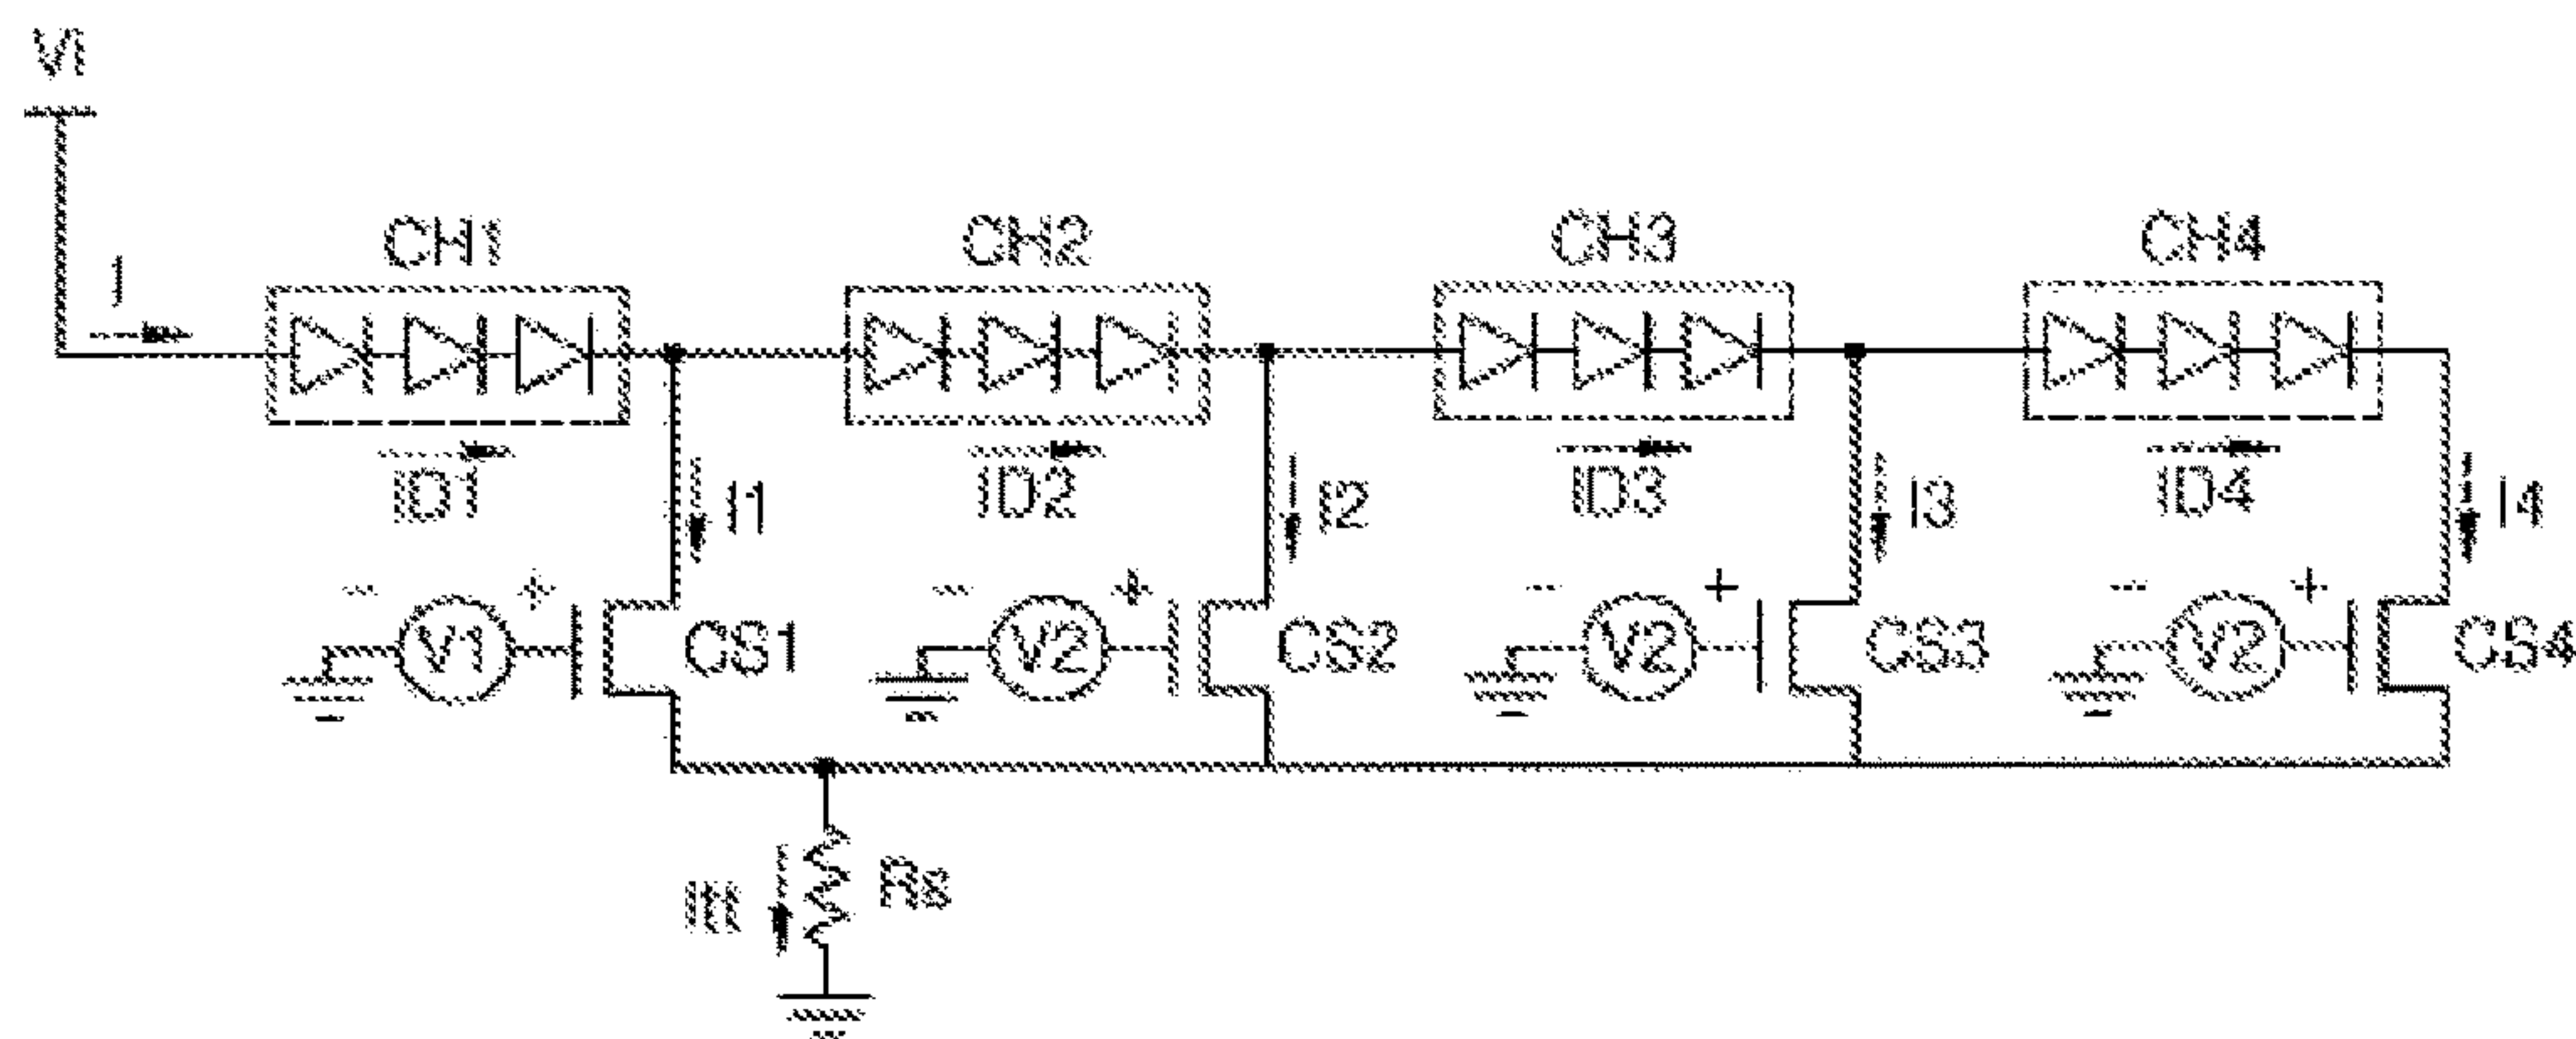 Vi
I
CH1 CH2 CH3 CH4
ID1 ID2 ID3 ID4
I1 I2 I3 I4
- + - + - + - +
V1 CS1 V2 CS2 V2 CS3 V2 CS4
Rs